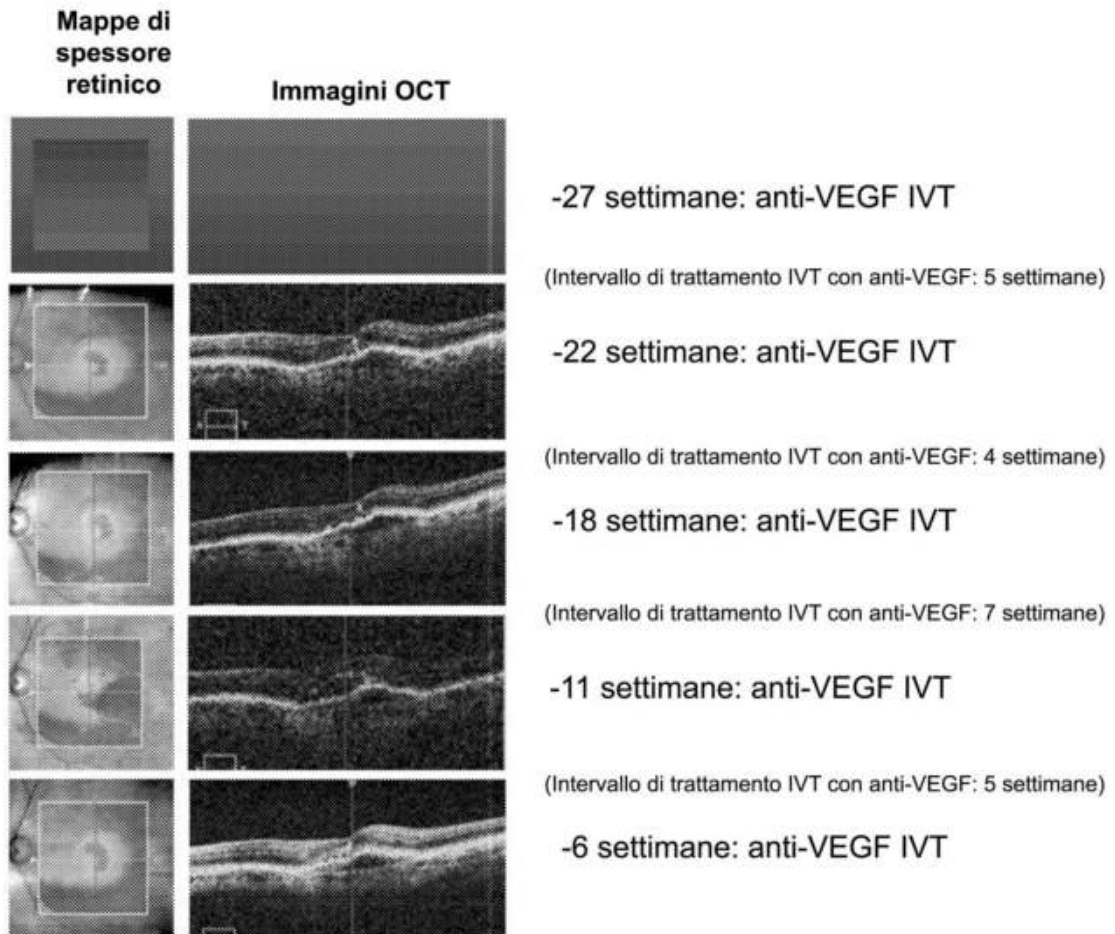 Mappe di
spessore
retinico
Immagini OCT
-27 settimane: anti-VEGF IVT
(Intervallo di trattamento IVT con anti-VEGF: 5 settimane)
-22 settimane: anti-VEGF IVT
(Intervallo di trattamento IVT con anti-VEGF: 4 settimane)
-18 settimane: anti-VEGF IVT
(Intervallo di trattamento IVT con anti-VEGF: 7 settimane)
-11 settimane: anti-VEGF IVT
(Intervallo di trattamento IVT con anti-VEGF: 5 settimane)
-6 settimane: anti-VEGF IVT